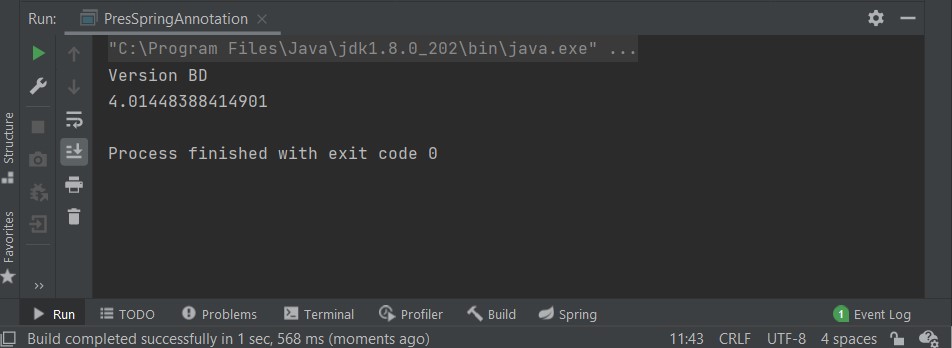 Run: PresSpringAnnotation
"C:\Program Files\Java\jdk1.8.0_202\bin\java.exe" ...
Version BD
4.01448388414901
Process finished with exit code 0
Structure
Favorites
Run TODO Problems Terminal Profiler Build Spring 1 Event Log
Build completed successfully in 1 sec, 568 ms (moments ago) 11:43 CRLF UTF-8 4 spaces